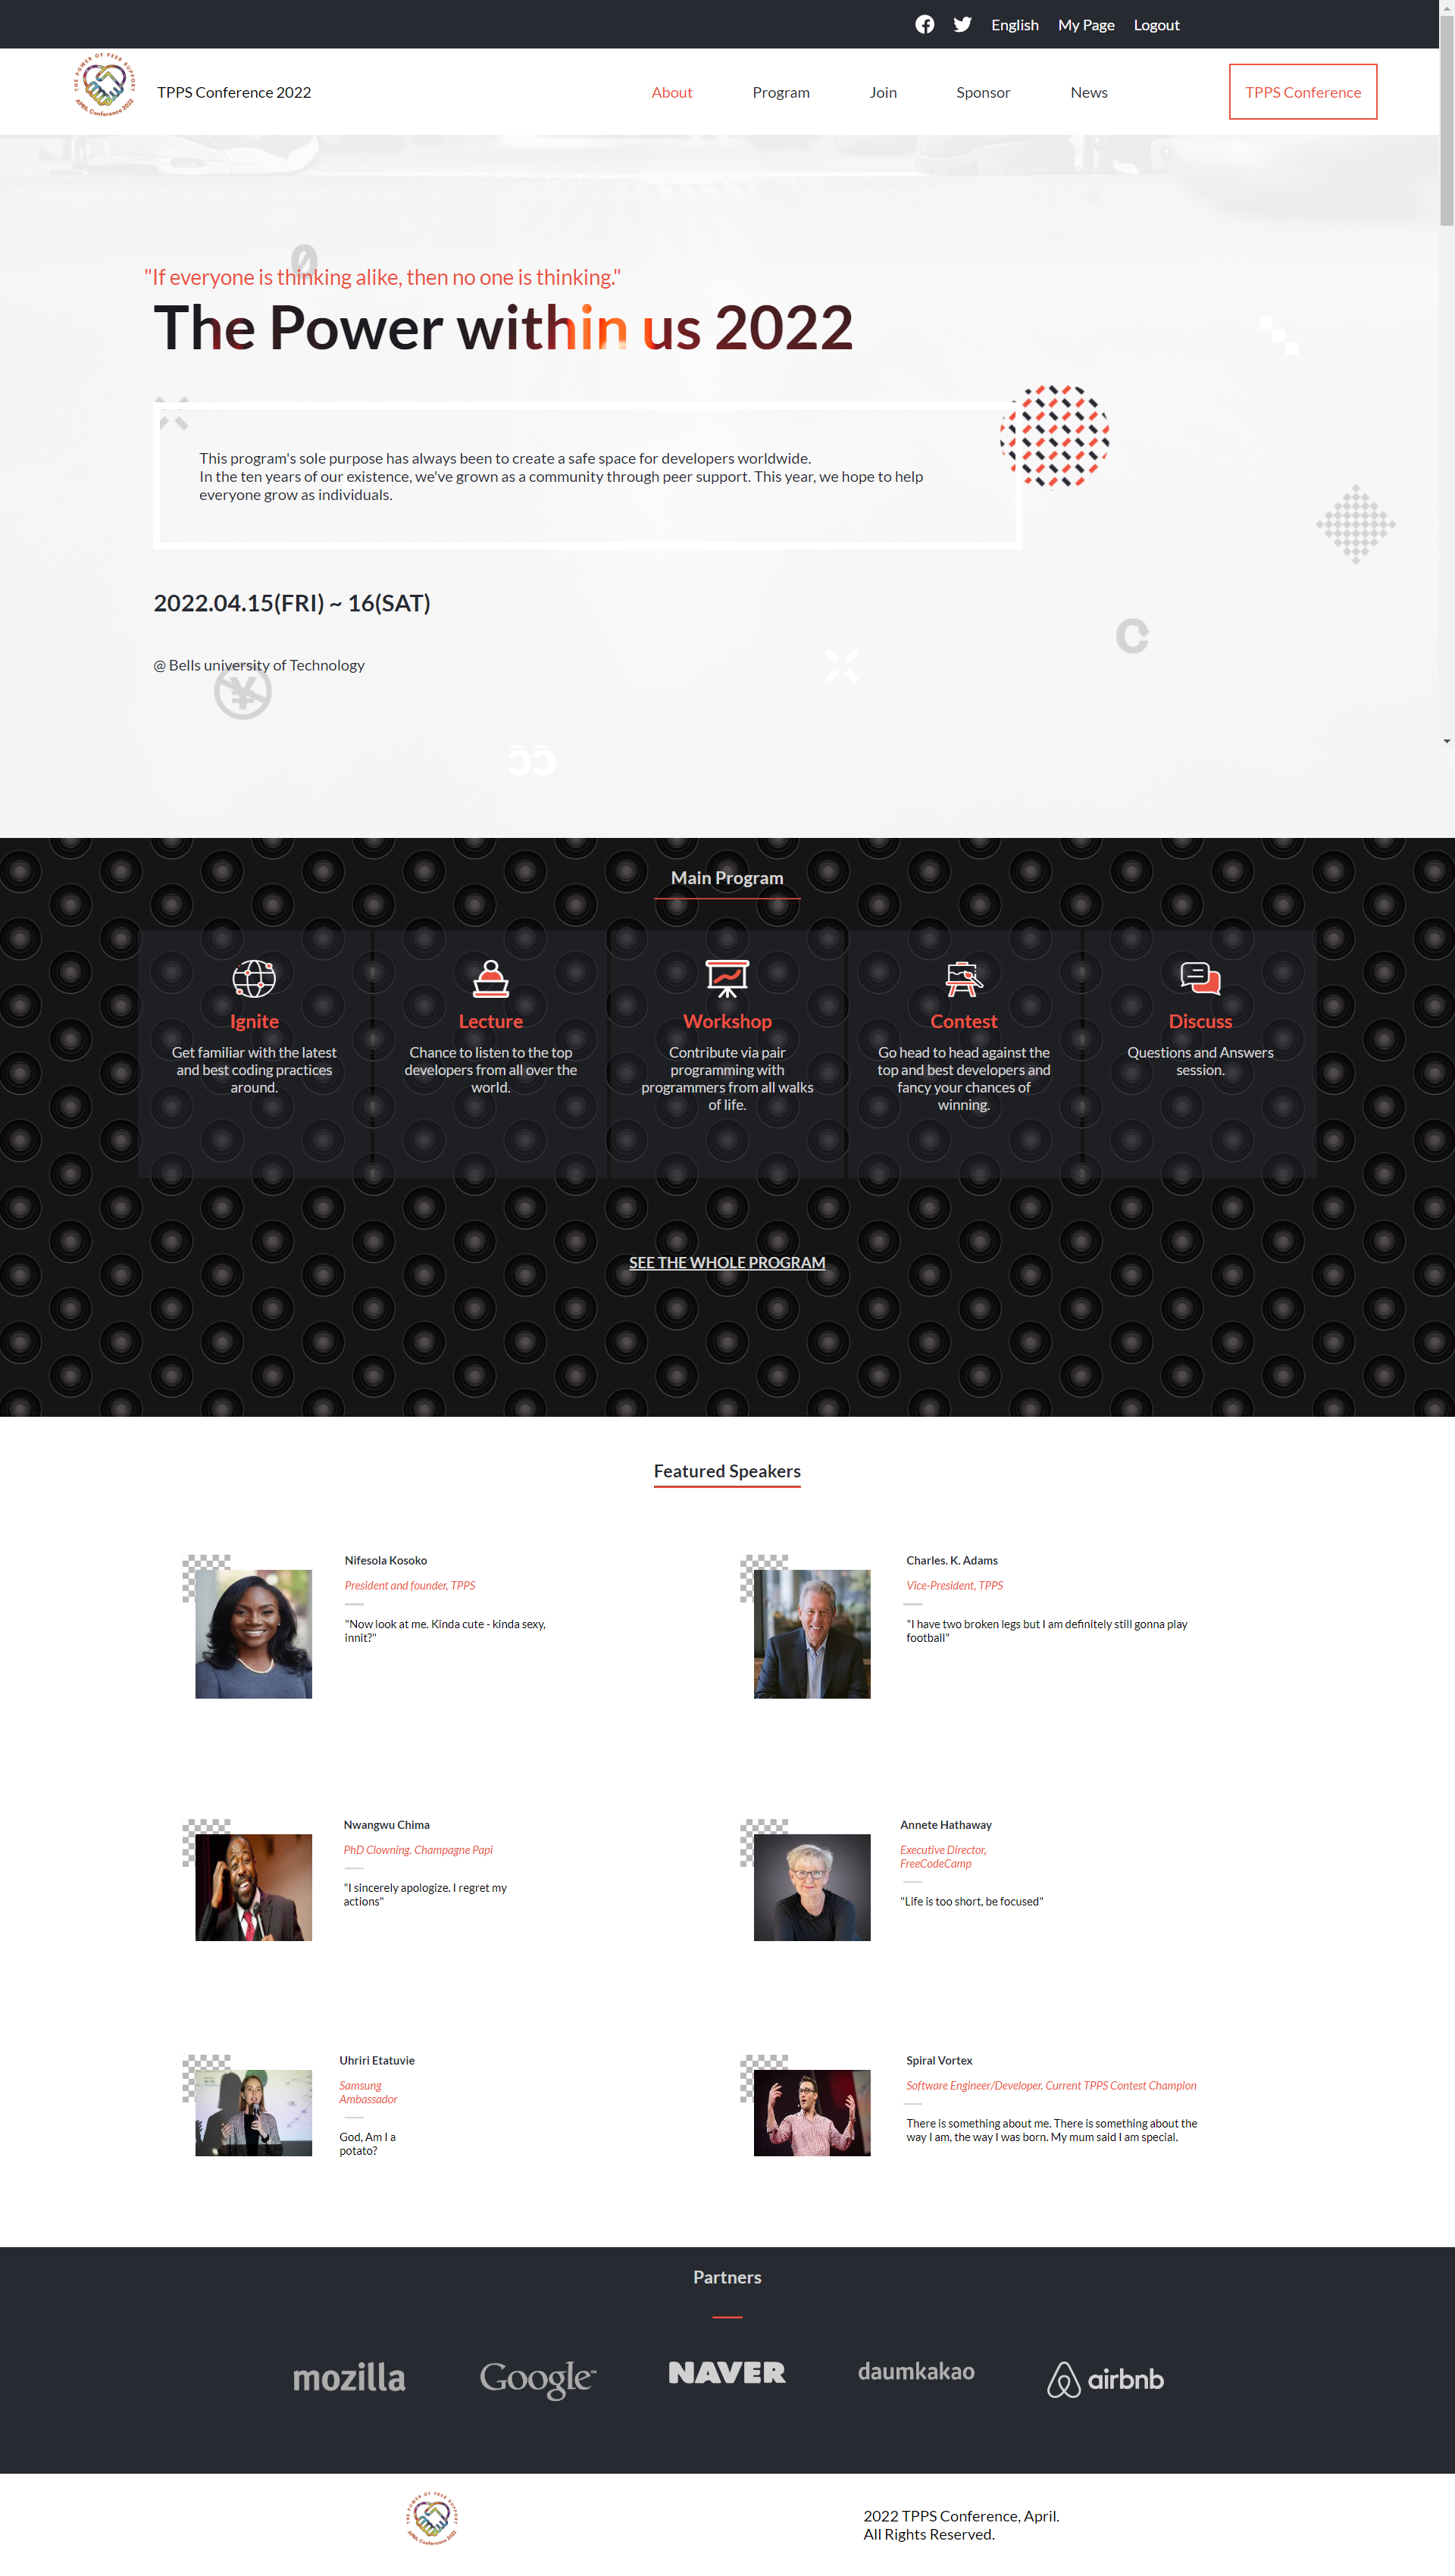 English My Page Logout
THE POWER OF PEER SUPPORT
APRIL Conference 2022
TPPS Conference 2022
About Program Join Sponsor News
TPPS Conference
"If everyone is thinking alike, then no one is thinking."
The Power within us 2022
This program's sole purpose has always been to create a safe space for developers worldwide.
In the ten years of our existence, we've grown as a community through peer support. This year, we hope to help
everyone grow as individuals.
2022.04.15(FRI) ~ 16(SAT)
@ Bells university of Technology
Main Program
Ignite
Get familiar with the latest
and best coding practices
around.
Lecture
Chance to listen to the top
developers from all over the
world.
Workshop
Contribute via pair
programming with
programmers from all walks
of life.
Contest
Go head to head against the
top and best developers and
fancy your chances of
winning.
Discuss
Questions and Answers
session.
SEE THE WHOLE PROGRAM
Featured Speakers
Nifesola Kosoko
President and founder, TPPS
"Now look at me. Kinda cute - kinda sexy,
innit?"
Charles. K. Adams
Vice-President, TPPS
"I have two broken legs but I am definitely still gonna play
football"
Nwangwu Chima
PhD Clowning. Champagne Papi
"I sincerely apologize. I regret my
actions"
Annete Hathaway
Executive Director,
FreeCodeCamp
"Life is too short, be focused"
Uhriri Etatuvie
Samsung
Ambassador
God, Am I a
potato?
Spiral Vortex
Software Engineer/Developer. Current TPPS Contest Champion
There is something about me. There is something about the
way I am, the way I was born. My mum said I am special.
Partners
mozilla Google™ NAVER daumkakao airbnb
THE POWER OF PEER SUPPORT
APRIL Conference 2022
2022 TPPS Conference, April.
All Rights Reserved.